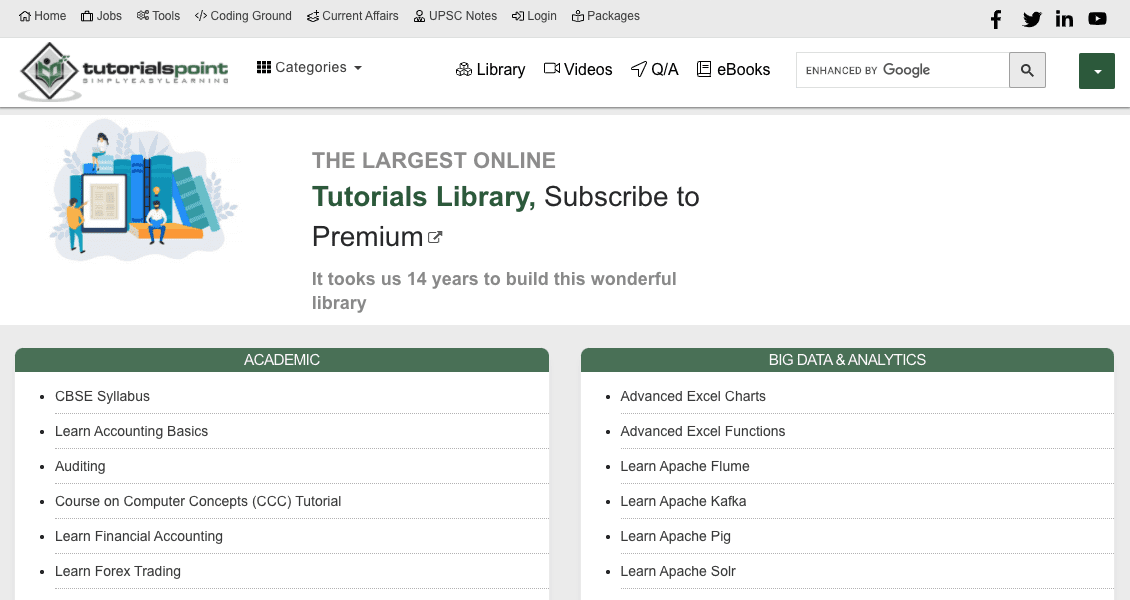 Home Jobs Tools Coding Ground Current Affairs UPSC Notes Login Packages
tutorialspoint
SIMPLYEASYLEARNING
Categories
Library Videos Q/A eBooks
ENHANCED BY Google
THE LARGEST ONLINE
Tutorials Library, Subscribe to
Premium
It tooks us 14 years to build this wonderful
library
ACADEMIC
CBSE Syllabus
Learn Accounting Basics
Auditing
Course on Computer Concepts (CCC) Tutorial
Learn Financial Accounting
Learn Forex Trading
BIG DATA & ANALYTICS
Advanced Excel Charts
Advanced Excel Functions
Learn Apache Flume
Learn Apache Kafka
Learn Apache Pig
Learn Apache Solr